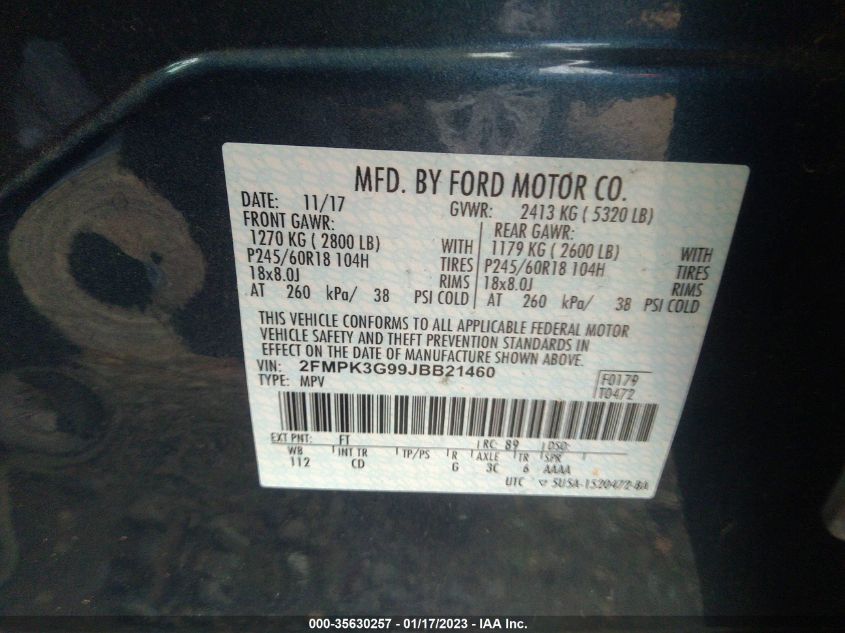 MFD. BY FORD MOTOR CO.
DATE: 11/17 GVWR: 2413 KG ( 5320 LB)
FRONT GAWR: REAR GAWR:
1270 KG ( 2800 LB) WITH 1179 KG ( 2600 LB) WITH
P245/60R18 104H TIRES P245/60R18 104H TIRES
18x8.0J RIMS 18x8.0J RIMS
AT 260 kPa/ 38 PSI COLD AT 260 kPa/ 38 PSI COLD
THIS VEHICLE CONFORMS TO ALL APPLICABLE FEDERAL MOTOR
VEHICLE SAFETY AND THEFT PREVENTION STANDARDS IN
EFFECT ON THE DATE OF MANUFACTURE SHOWN ABOVE.
VIN: 2FMPK3G99JBB21460
TYPE: MPV
F0179
T0472
EXT PNT: FT RC: 89 DSO:
WB INT TR TP/PS R AXLE TR SPR
112 CD G 3C 6 AAAA
UTC SUSA-1520472-BA
000-35630257 - 01/17/2023 - IAA Inc.